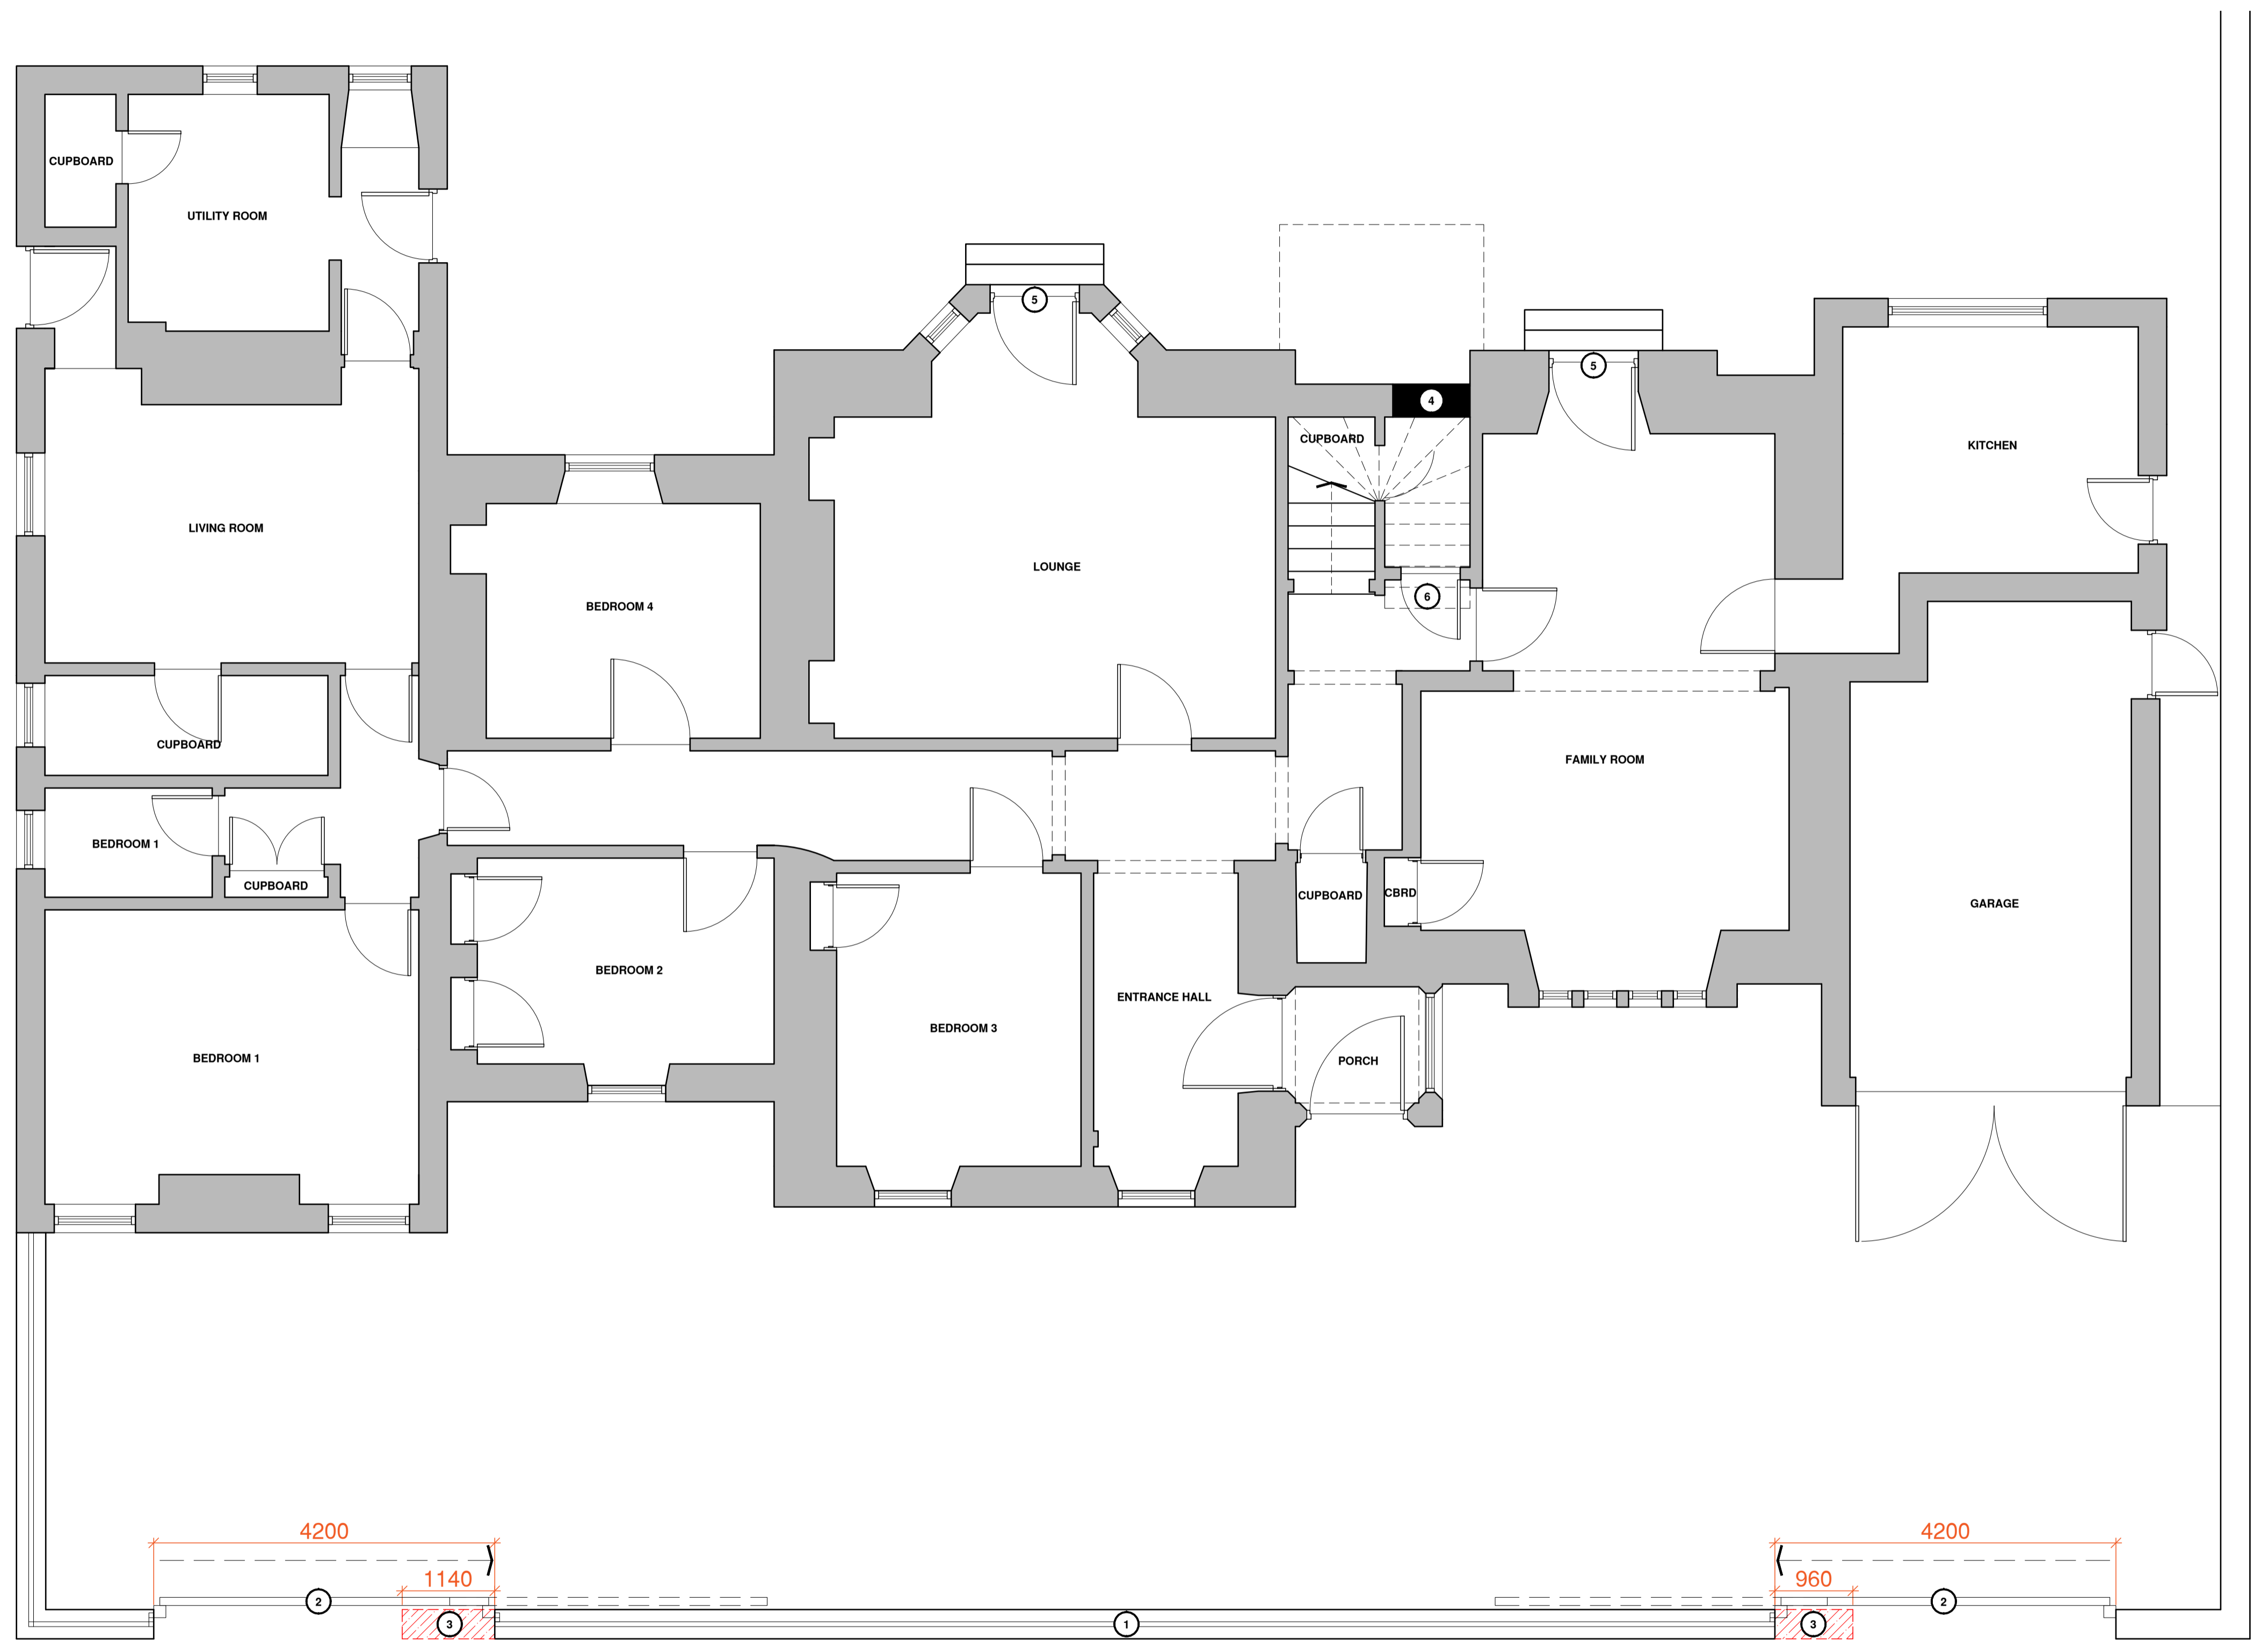 CUPBOARD
UTILITY ROOM
5
5
4
CUPBOARD
KITCHEN
LIVING ROOM
LOUNGE
6
BEDROOM 4
CUPBOARD
FAMILY ROOM
BEDROOM 1
CUPBOARD
CUPBOARD
CBRD
GARAGE
BEDROOM 2
ENTRANCE HALL
BEDROOM 3
BEDROOM 1
PORCH
4200
4200
1140
960
2
2
3
1
3